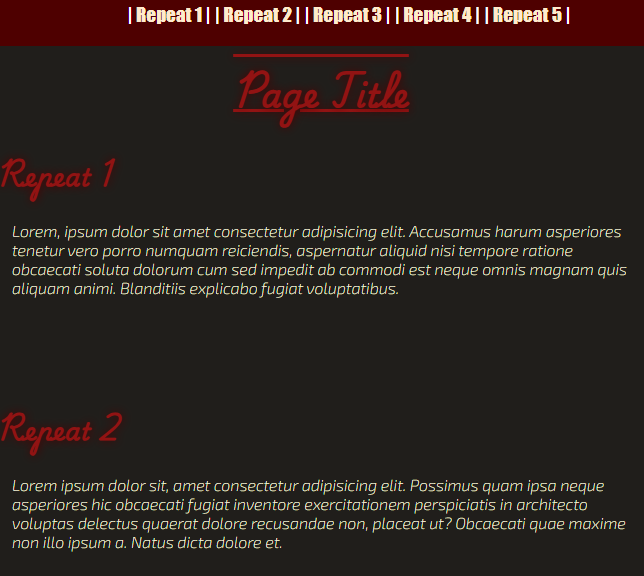 | Repeat 1 | | Repeat 2 | | Repeat 3 | | Repeat 4 | | Repeat 5 |
Page Title
Repeat 1
Lorem, ipsum dolor sit amet consectetur adipisicing elit. Accusamus harum asperiores
tenetur vero porro numquam reiciendis, aspernatur aliquid nisi tempore ratione
obcaecati soluta dolorum cum sed impedit ab commodi est neque omnis magnam quis
aliquam animi. Blanditiis explicabo fugiat voluptatibus.
Repeat 2
Lorem ipsum dolor sit, amet consectetur adipisicing elit. Possimus quam ipsa neque
asperiores hic obcaecati fugiat inventore exercitationem perspiciatis in architecto
voluptas delectus quaerat dolore recusandae non, placeat ut? Obcaecati quae maxime
non illo ipsum a. Natus dicta dolore et.